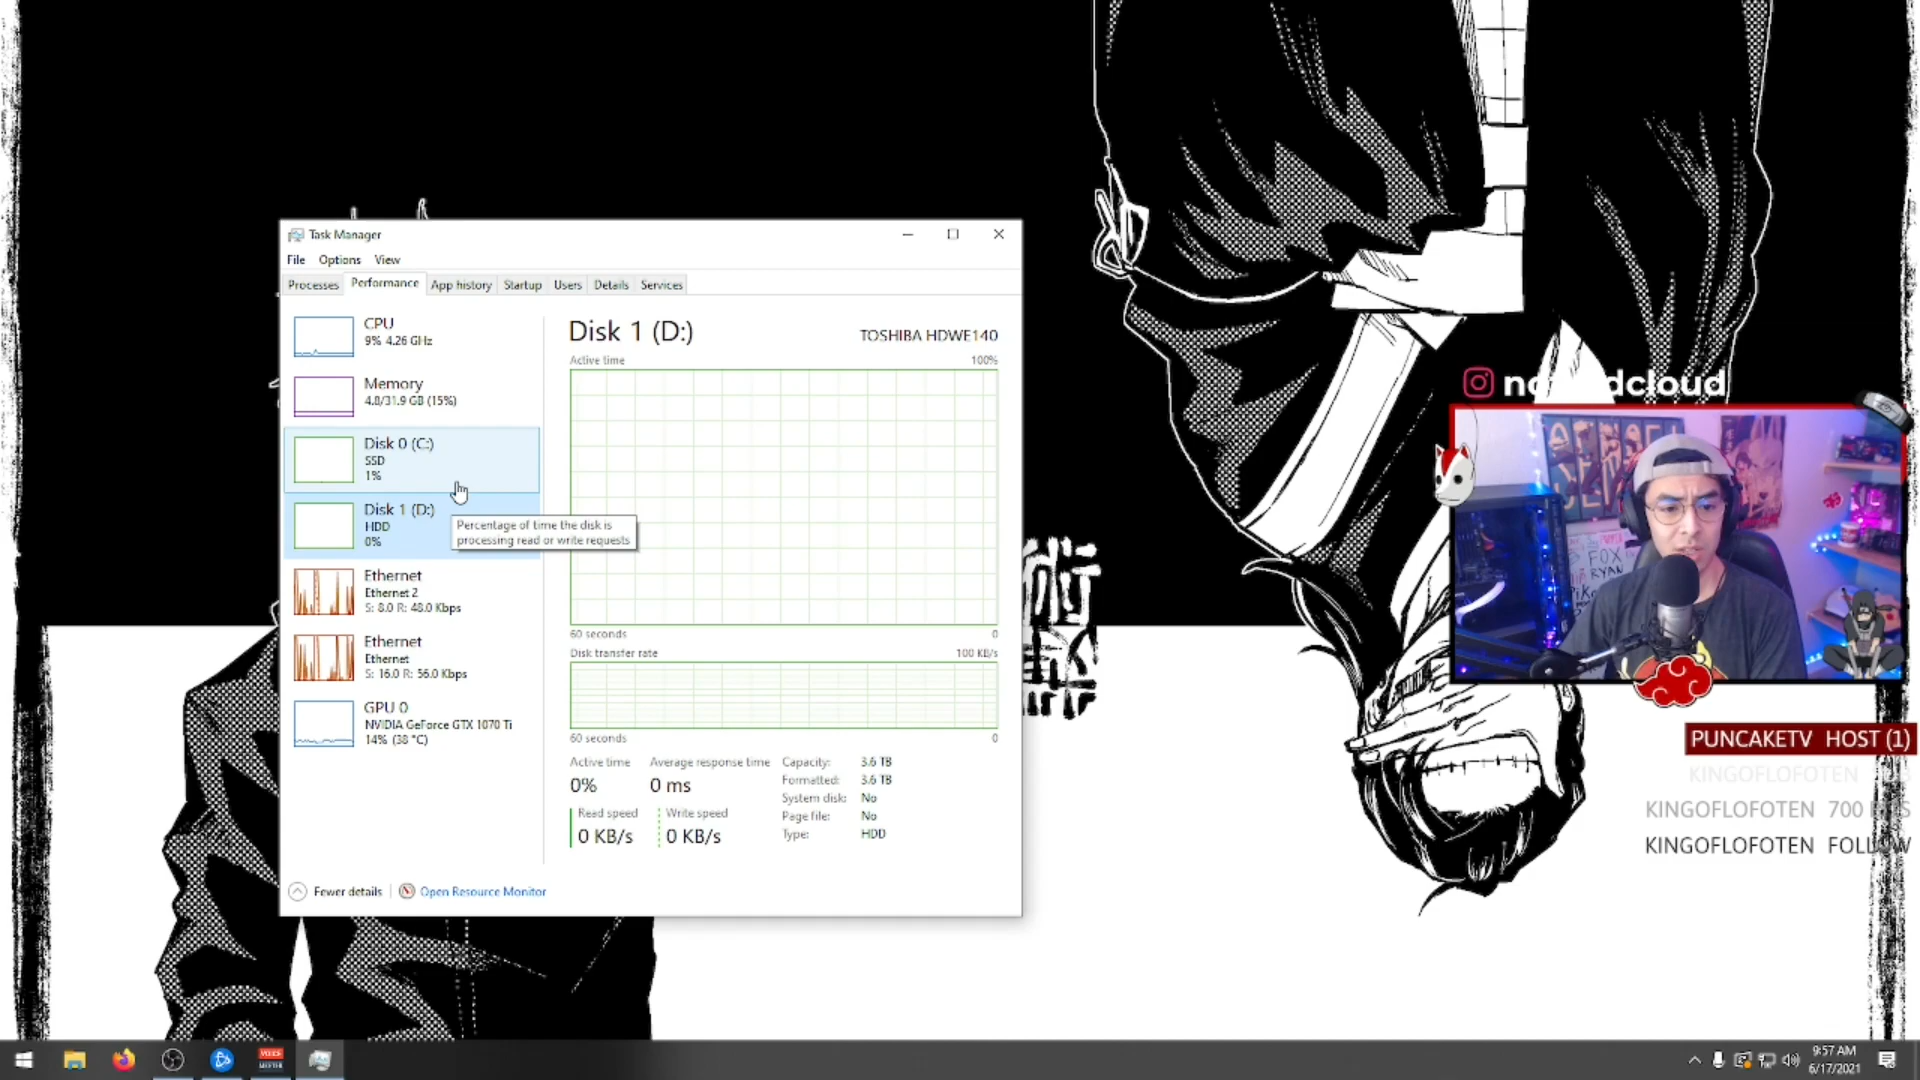 Task Manager
File Options View
Processes Performance App history Startup Users Details Services
CPU
9% 4.26 GHz
Memory
4.8/31.9 GB (15%)
Disk 0 (C:)
SSD
1%
Disk 1 (D:)
HDD
0%
Ethernet
Ethernet 2
S: 8.0 R: 48.0 Kbps
Ethernet
Ethernet
S: 16.0 R: 56.0 Kbps
GPU 0
NVIDIA GeForce GTX 1070 Ti
14% (38 °C)
Disk 1 (D:) TOSHIBA HDWE140
Active time 100%
Percentage of time the disk is
processing read or write requests
60 seconds 0
Disk transfer rate 100 KB/s
60 seconds 0
Active time Average response time
0% 0 ms
Read speed Write speed
0 KB/s 0 KB/s
Capacity: 3.6 TB
Formatted: 3.6 TB
System disk: No
Page file: No
Type: HDD
Fewer details Open Resource Monitor
FOX
RYAN
PUNCAKETV HOST (1)
KINGOFLOFOTEN
KINGOFLOFOTEN 700
KINGOFLOFOTEN FOLLOW
9:57 AM
6/17/2021